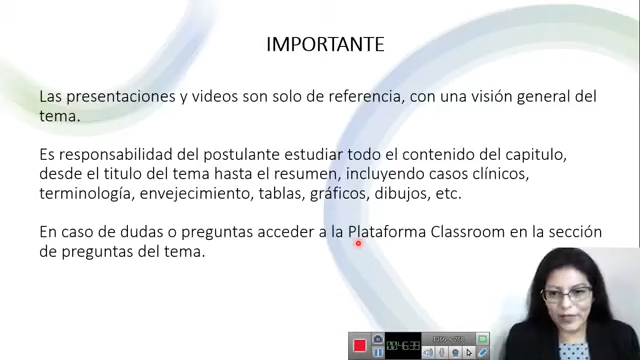 IMPORTANTE
Las presentaciones y videos son solo de referencia, con una visión general del
tema.
Es responsabilidad del postulante estudiar todo el contenido del capitulo,
desde el titulo del tema hasta el resumen, incluyendo casos clínicos,
terminología, envejecimiento, tablas, gráficos, dibujos, etc.
En caso de dudas o preguntas acceder a la Plataforma Classroom en la sección
de preguntas del tema.
00:46:39